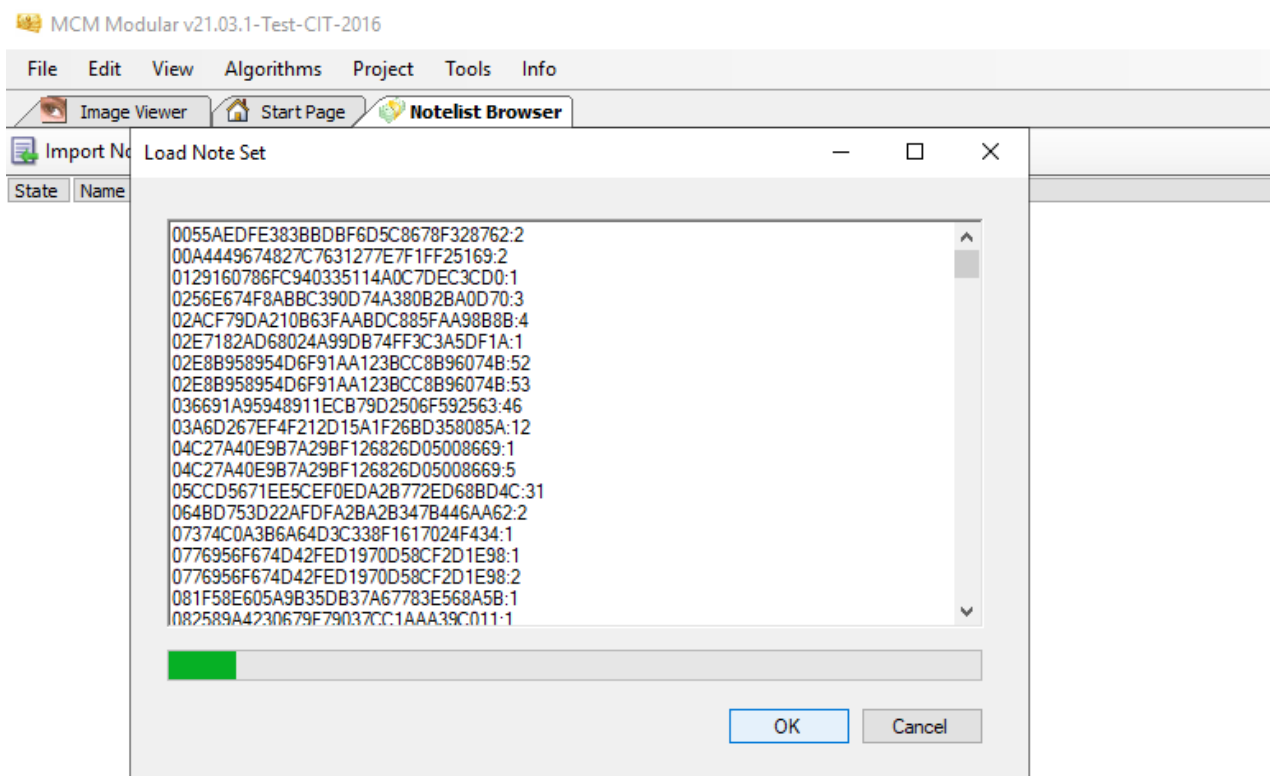 MCM Modular v21.03.1-Test-CIT-2016
File Edit View Algorithms Project Tools Info
Image Viewer Start Page Notelist Browser
Import No Load Note Set
State Name
0055AEDFE383BBDBF6D5C8678F328762:2
00A4449674827C7631277E7F1FF25169:2
0129160786FC940335114A0C7DEC3CD0:1
0256E674F8ABBC390D74A380B2BA0D70:3
02ACF79DA210B63FAABDC885FAA98B8B:4
02E7182AD68024A99DB74FF3C3A5DF1A:1
02E8B958954D6F91AA123BCC8B96074B:52
02E8B958954D6F91AA123BCC8B96074B:53
036691A95948911ECB79D2506F592563:46
03A6D267EF4F212D15A1F26BD358085A:12
04C27A40E9B7A29BF126826D05008669:1
04C27A40E9B7A29BF126826D05008669:5
05CCD5671EE5CEF0EDA2B772ED68BD4C:31
064BD753D22AFDFA2BA2B347B446AA62:2
07374C0A3B6A64D3C338F1617024F434:1
0776956F674D42FED1970D58CF2D1E98:1
0776956F674D42FED1970D58CF2D1E98:2
081F58E605A9B35DB37A67783E568A5B:1
082589A4230679F79037CC1AAA39C011:1
OK Cancel